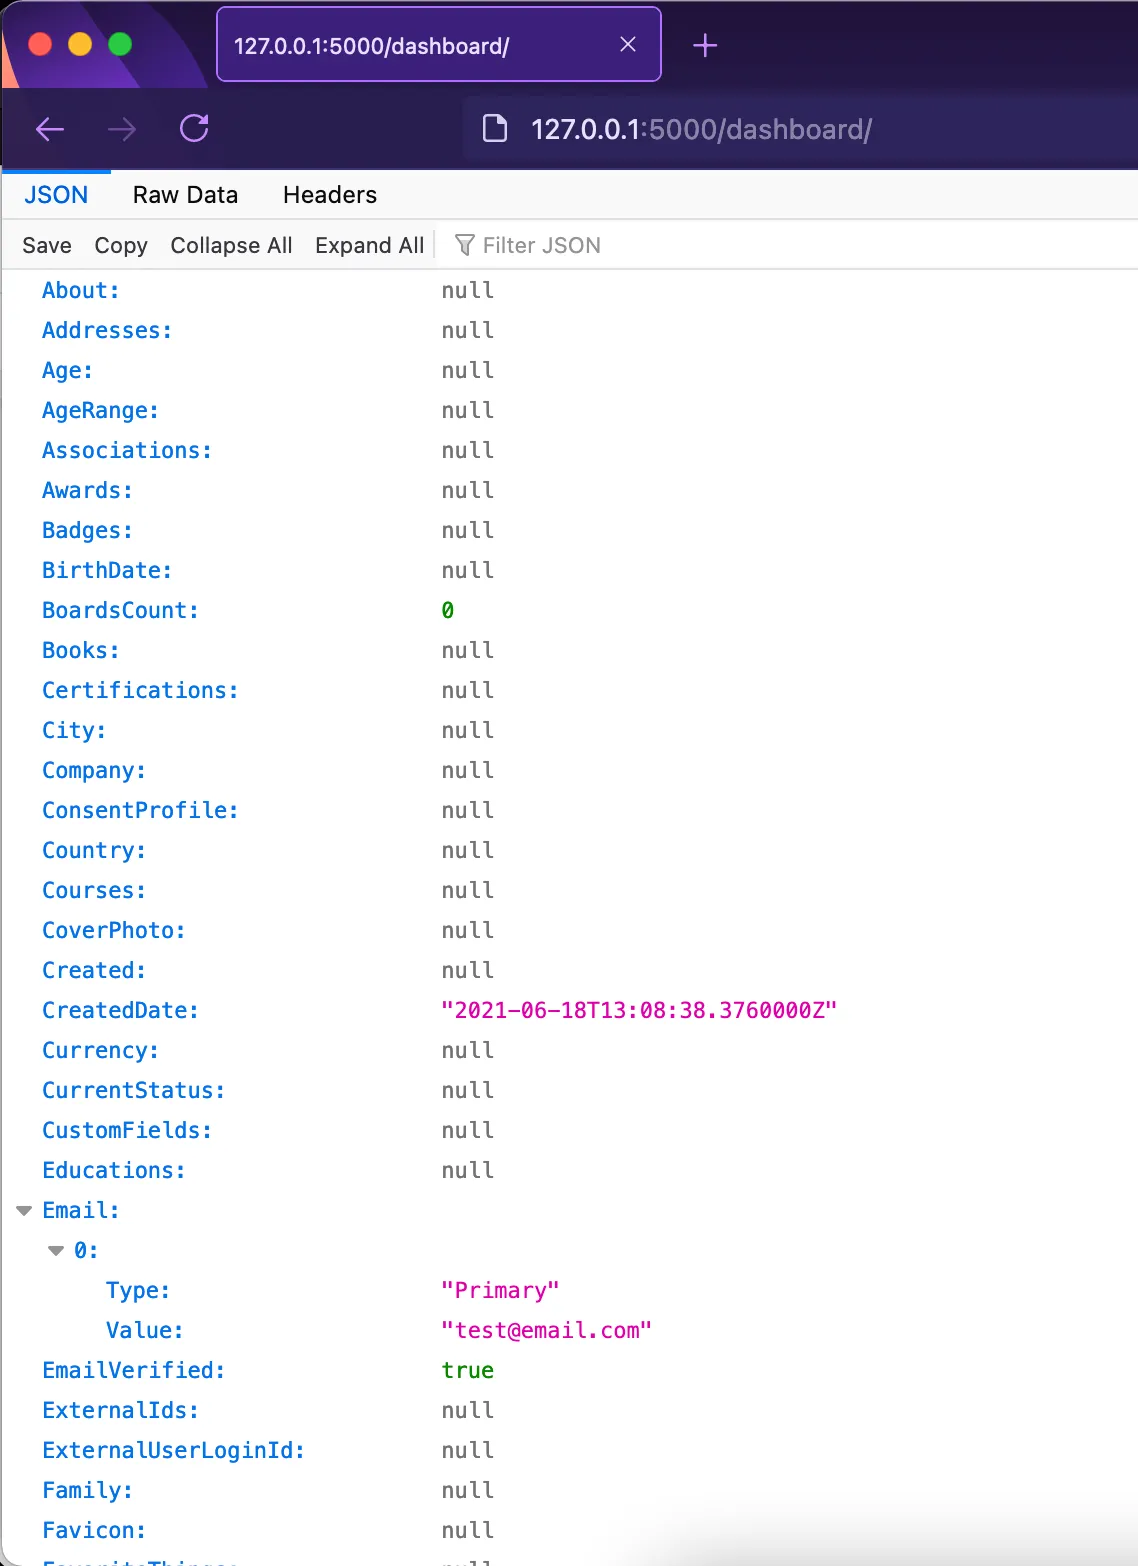 127.0.0.1:5000/dashboard/
127.0.0.1:5000/dashboard/
JSON Raw Data Headers
Save Copy Collapse All Expand All Filter JSON
About: null
Addresses: null
Age: null
AgeRange: null
Associations: null
Awards: null
Badges: null
BirthDate: null
BoardsCount: 0
Books: null
Certifications: null
City: null
Company: null
ConsentProfile: null
Country: null
Courses: null
CoverPhoto: null
Created: null
CreatedDate: "2021-06-18T13:08:38.3760000Z"
Currency: null
CurrentStatus: null
CustomFields: null
Educations: null
Email:
0:
Type: "Primary"
Value: "test@email.com"
EmailVerified: true
ExternalIds: null
ExternalUserLoginId: null
Family: null
Favicon: null